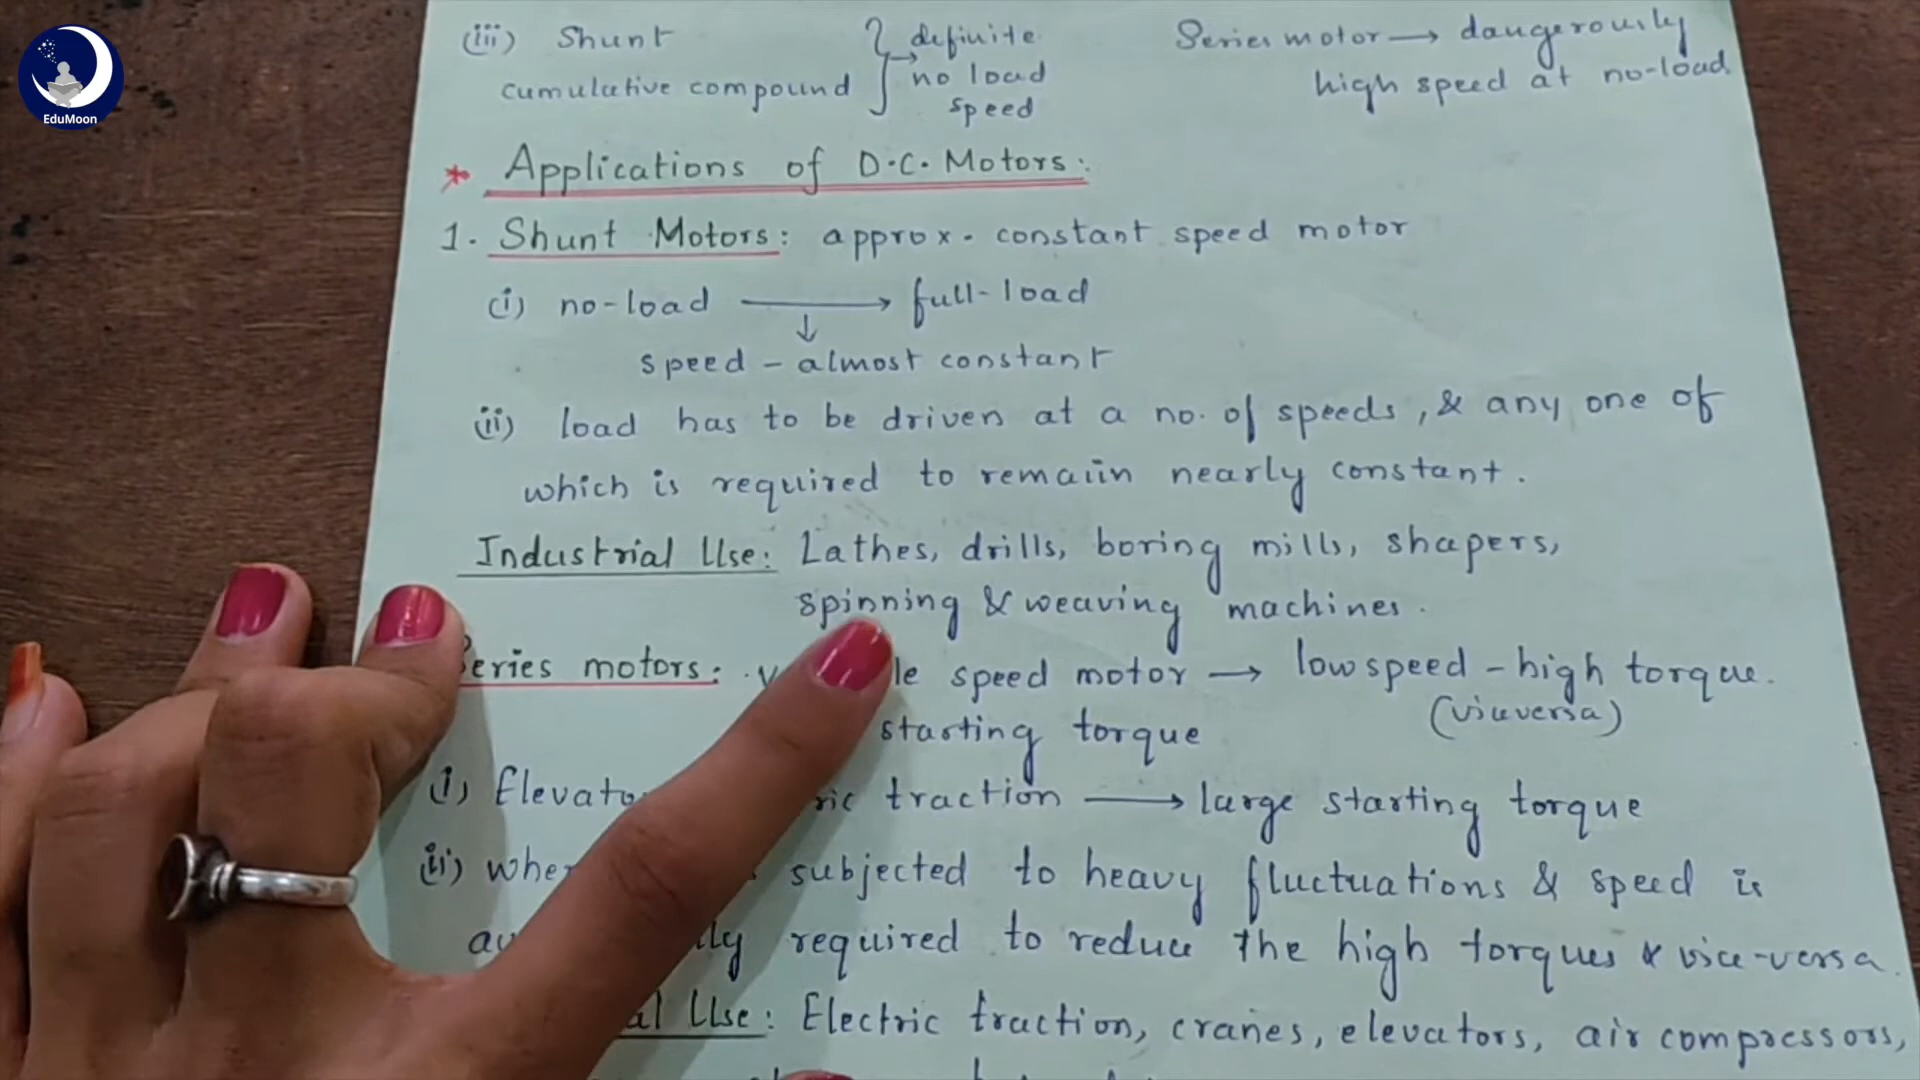 EduMoon
(iii) Shunt
cumulative compound
definite
no load
speed
Series motor → dangerously
high speed at no-load.
* Applications of D.C. Motors:
1. Shunt Motors: approx. constant speed motor
(i) no-load → full-load
↓
speed - almost constant
(ii) load has to be driven at a no. of speeds, & any one of
which is required to remain nearly constant.
Industrial Use: Lathes, drills, boring mills, shapers,
spinning & weaving machines.
eries motors: speed motor → low speed - high torque.
(viceversa)
starting torque
(i) Elevato ric traction → large starting torque
(ii) whe subjected to heavy fluctuations & speed is
au lly required to reduce the high torques & vice-versa.
al Use: Electric traction, cranes, elevators, air compressors,